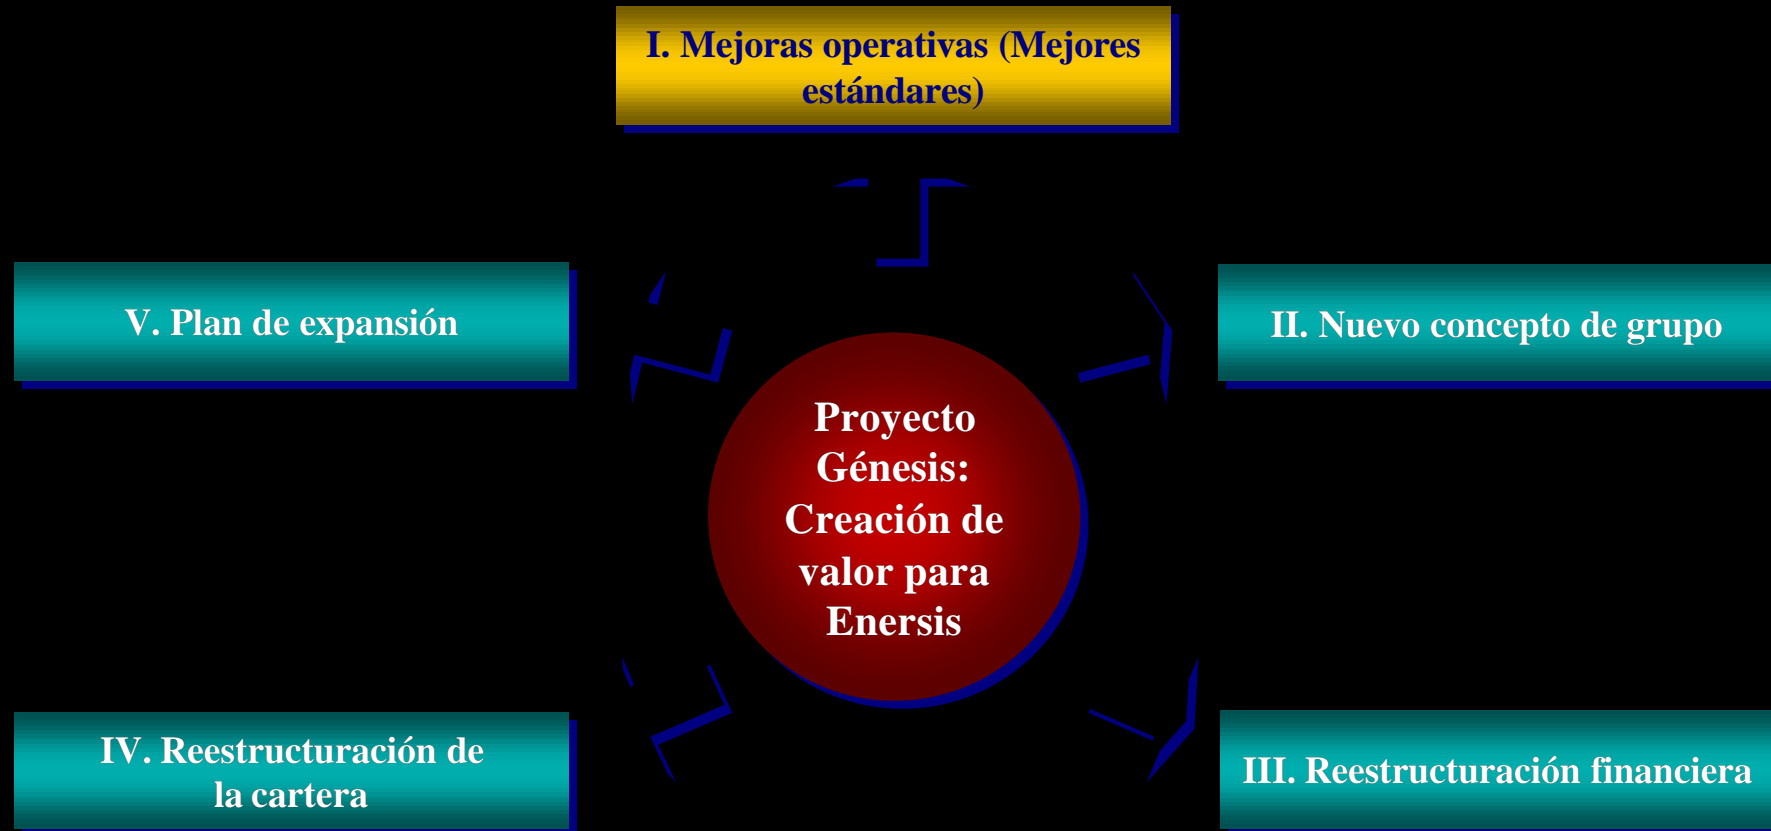 I. Mejoras operativas (Mejores
estándares)
V. Plan de expansión
II. Nuevo concepto de grupo
Proyecto
Génesis:
Creación de
valor para
Enersis
IV. Reestructuración de
la cartera
III. Reestructuración financiera